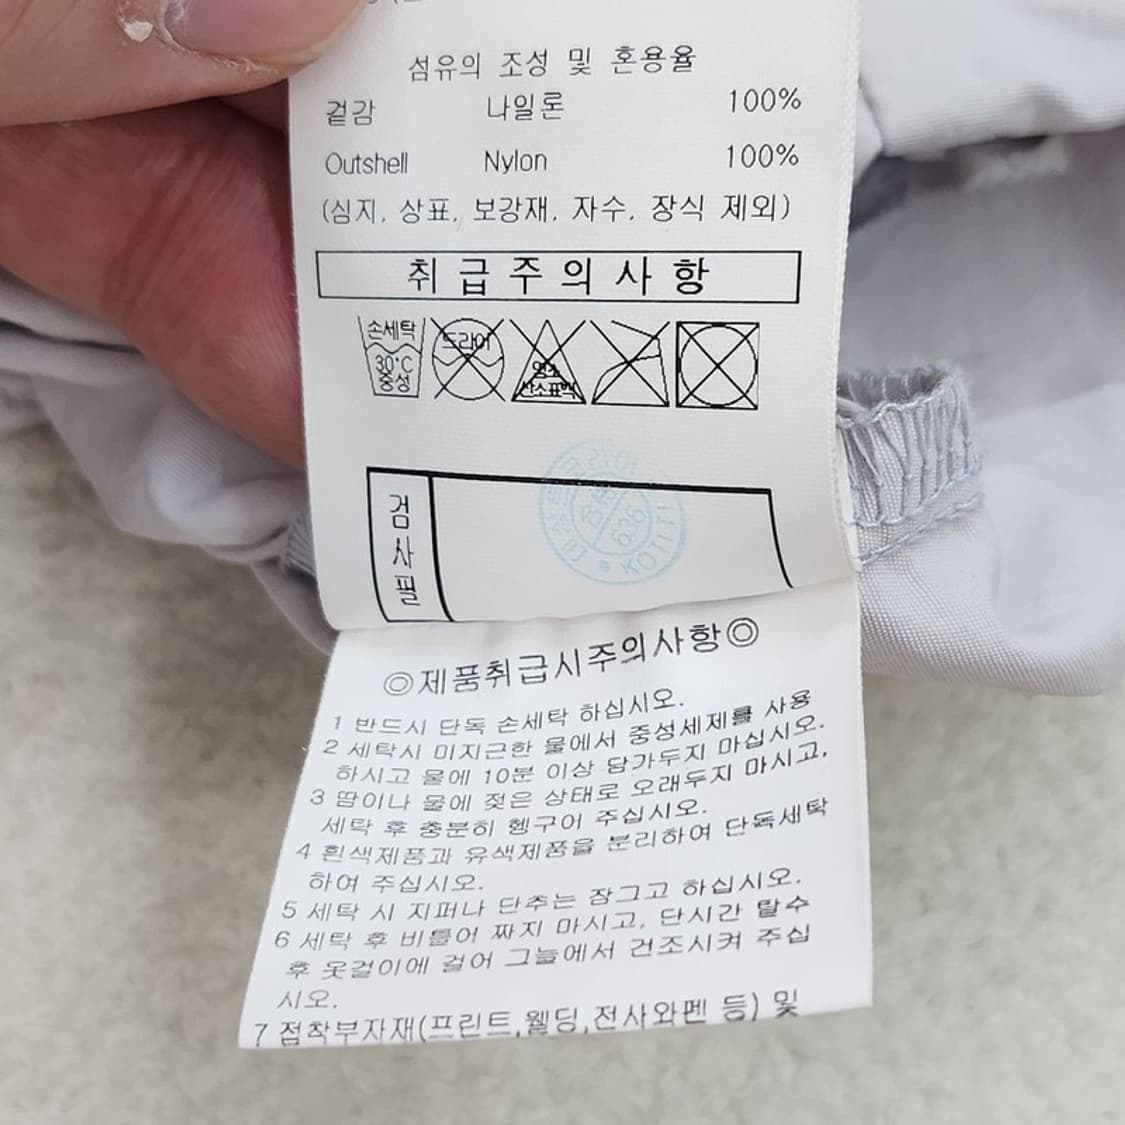 섬유의 조성 및 혼용율
겉감 나일론 100%
Outshell Nylon 100%
(심지, 상표, 보강재, 자수, 장식 제외)
취급주의사항
손세탁 30°C 중성
드라이
염소 산소표백
검사필
KOTITI
◎제품취급시주의사항◎
1 반드시 단독 손세탁 하십시오.
2 세탁시 미지근한 물에서 중성세제를 사용
하시고 물에 10분 이상 담가두지 마십시오.
3 땀이나 물에 젖은 상태로 오래두지 마시고,
세탁 후 충분히 헹구어 주십시오.
4 흰색제품과 유색제품을 분리하여 단독세탁
하여 주십시오.
5 세탁 시 지퍼나 단추는 잠그고 하십시오.
6 세탁 후 비틀어 짜지 마시고, 단시간 탈수
후 옷걸이에 걸어 그늘에서 건조시켜 주십
시오.
7 접착부자재(프린트,웰딩,전사와펜 등) 및